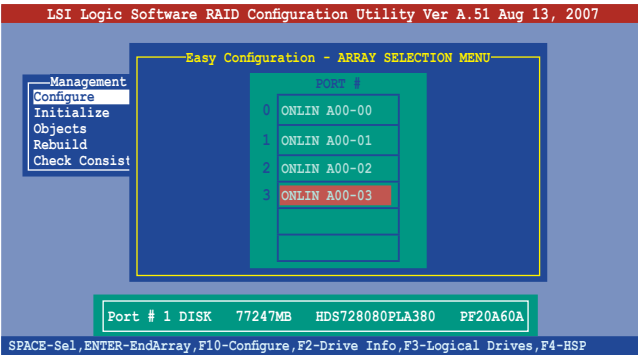 LSI Logic Software RAID Configuration Utility Ver A.51 Aug 13, 2007
Easy Configuration - ARRAY SELECTION MENU
Management
Configure
Initialize
Objects
Rebuild
Check Consist
PORT #
0 ONLIN A00-00
1 ONLIN A00-01
2 ONLIN A00-02
3 ONLIN A00-03
Port # 1 DISK 77247MB HDS728080PLA380 PF20A60A
SPACE-Sel,ENTER-EndArray,F10-Configure,F2-Drive Info,F3-Logical Drives,F4-HSP